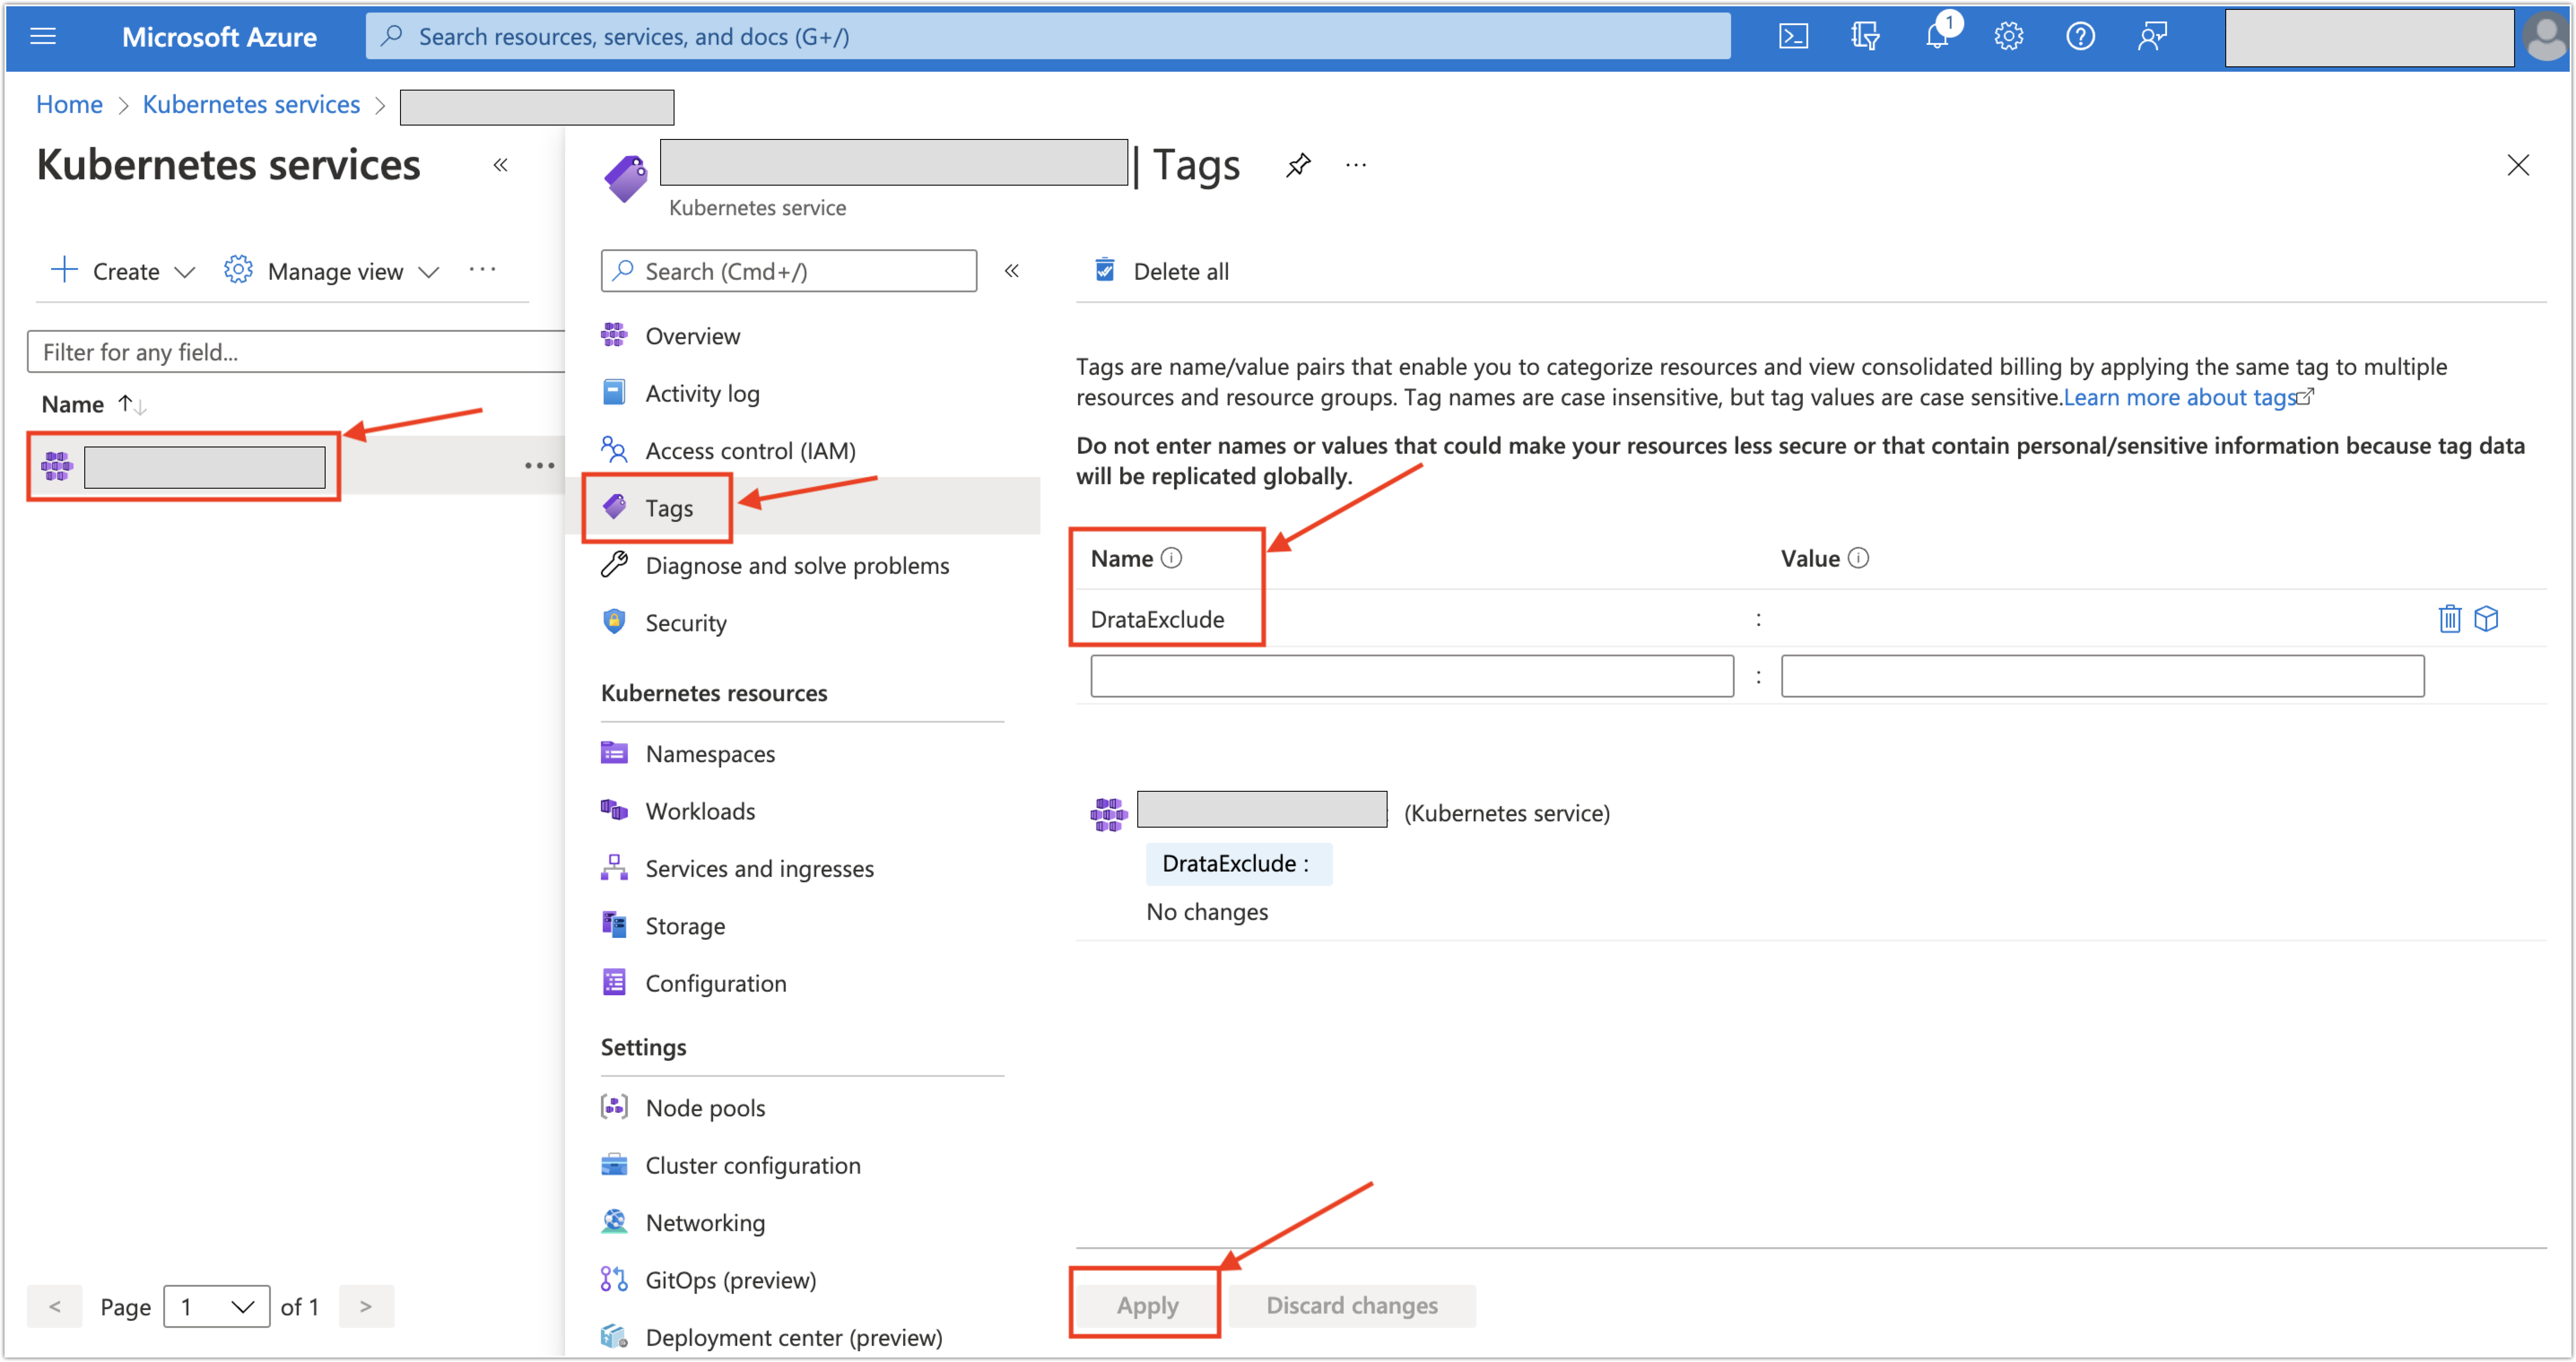 Microsoft Azure
Search resources, services, and docs (G+/)
1
Home > Kubernetes services >
Kubernetes services
«
| Tags
...
Kubernetes service
Create
Manage view
...
Search (Cmd+/)
«
Delete all
Filter for any field...
Name ↑↓
Overview
Activity log
Access control (IAM)
Tags
Diagnose and solve problems
Security
Kubernetes resources
Namespaces
Workloads
Services and ingresses
Storage
Configuration
Settings
Node pools
Cluster configuration
Networking
GitOps (preview)
Deployment center (preview)
< Page 1 of 1 >
Tags are name/value pairs that enable you to categorize resources and view consolidated billing by applying the same tag to multiple
resources and resource groups. Tag names are case insensitive, but tag values are case sensitive.Learn more about tags
Do not enter names or values that could make your resources less secure or that contain personal/sensitive information because tag data
will be replicated globally.
Name Value
DrataExclude :
:
(Kubernetes service)
DrataExclude :
No changes
Apply
Discard changes